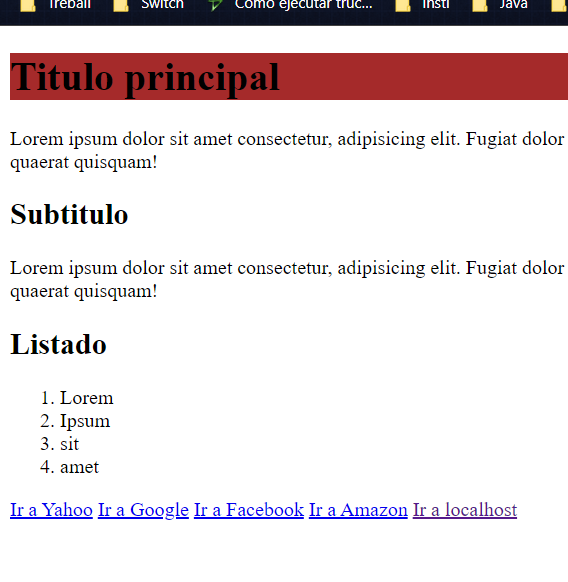 Treball Switch Como ejecutar truc... Insti Java
Titulo principal
Lorem ipsum dolor sit amet consectetur, adipisicing elit. Fugiat dolor
quaerat quisquam!
Subtitulo
Lorem ipsum dolor sit amet consectetur, adipisicing elit. Fugiat dolor
quaerat quisquam!
Listado
1. Lorem
2. Ipsum
3. sit
4. amet
Ir a Yahoo Ir a Google Ir a Facebook Ir a Amazon Ir a localhost